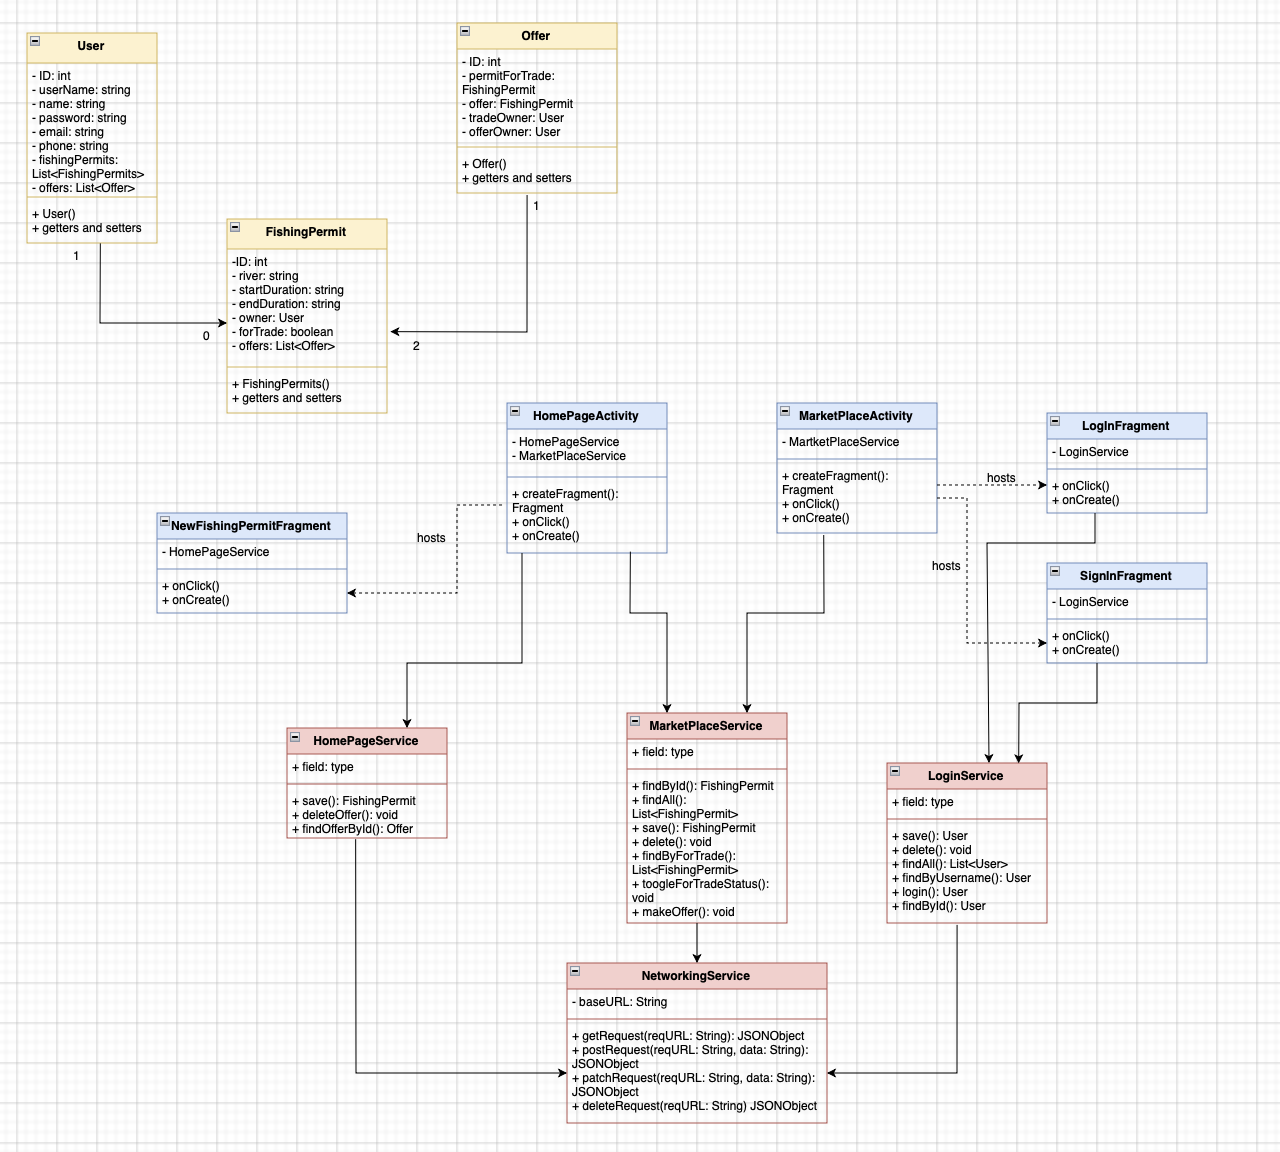 User
- ID: int
- userName: string
- name: string
- password: string
- email: string
- phone: string
- fishingPermits:
List<FishingPermits>
- offers: List<Offer>
+ User()
+ getters and setters
Offer
- ID: int
- permitForTrade:
FishingPermit
- offer: FishingPermit
- tradeOwner: User
- offerOwner: User
+ Offer()
+ getters and setters
1
1
0
2
FishingPermit
-ID: int
- river: string
- startDuration: string
- endDuration: string
- owner: User
- forTrade: boolean
- offers: List<Offer>
+ FishingPermits()
+ getters and setters
HomePageActivity
- HomePageService
- MarketPlaceService
+ createFragment():
Fragment
+ onClick()
+ onCreate()
MarketPlaceActivity
- MartketPlaceService
+ createFragment():
Fragment
+ onClick()
+ onCreate()
hosts
LogInFragment
- LoginService
+ onClick()
+ onCreate()
NewFishingPermitFragment
- HomePageService
+ onClick()
+ onCreate()
hosts
hosts
SignInFragment
- LoginService
+ onClick()
+ onCreate()
HomePageService
+ field: type
+ save(): FishingPermit
+ deleteOffer(): void
+ findOfferById(): Offer
MarketPlaceService
+ field: type
+ findById(): FishingPermit
+ findAll():
List<FishingPermit>
+ save(): FishingPermit
+ delete(): void
+ findByForTrade():
List<FishingPermit>
+ toogleForTradeStatus():
void
+ makeOffer(): void
LoginService
+ field: type
+ save(): User
+ delete(): void
+ findAll(): List<User>
+ findByUsername(): User
+ login(): User
+ findById(): User
NetworkingService
- baseURL: String
+ getRequest(reqURL: String): JSONObject
+ postRequest(reqURL: String, data: String):
JSONObject
+ patchRequest(reqURL: String, data: String):
JSONObject
+ deleteRequest(reqURL: String) JSONObject